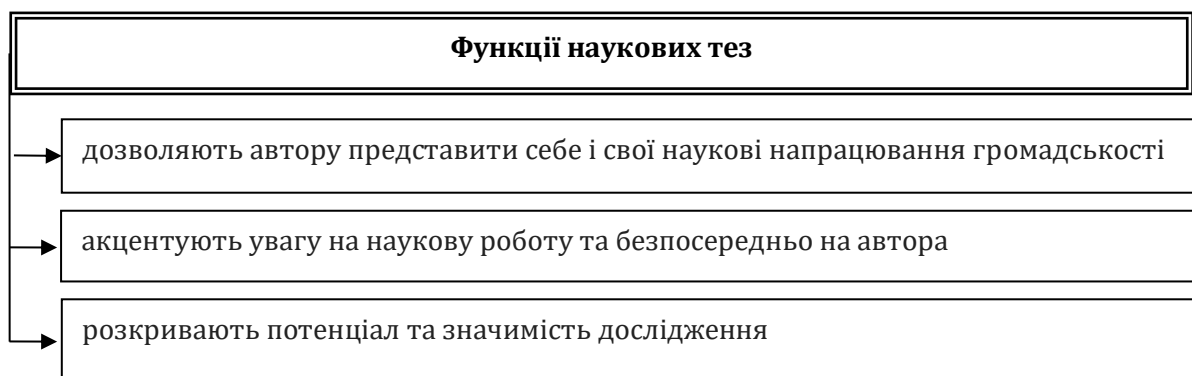 Функції наукових тез
дозволяють автору представити себе і свої наукові напрацювання громадськості
акцентують увагу на наукову роботу та безпосередньо на автора
розкривають потенціал та значимість дослідження